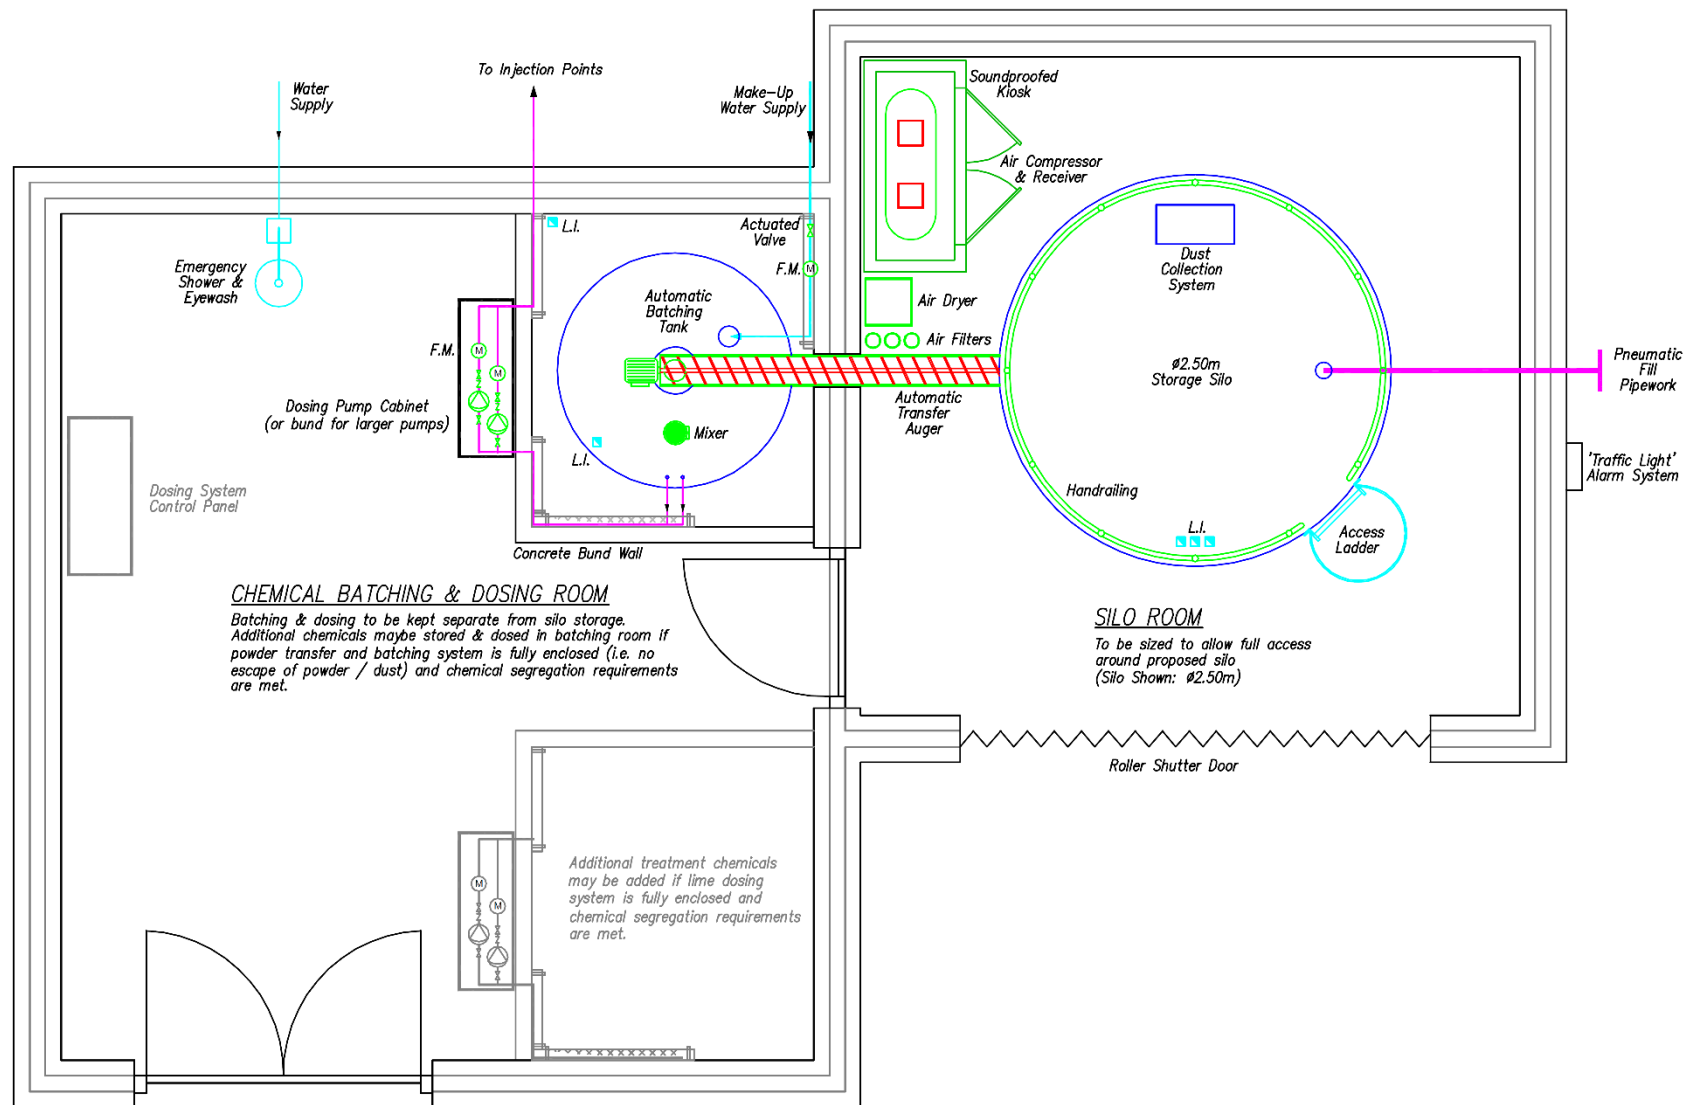 To Injection Points
Water
Supply
Make-Up
Water Supply
Soundproofed
Kiosk
Air Compressor
& Receiver
L.I.
Actuated
Valve
F.M.
M
Emergency
Shower &
Eyewash
Automatic
Batching
Tank
Dust
Collection
System
Air Dryer
Air Filters
F.M.
M
M
Ø2.50m
Storage Silo
Pneumatic
Fill
Pipework
Dosing Pump Cabinet
(or bund for larger pumps)
Automatic
Transfer
Auger
Mixer
L.I.
'Traffic Light'
Alarm System
Dosing System
Control Panel
Handrailing
L.I.
Access
Ladder
Concrete Bund Wall
CHEMICAL BATCHING & DOSING ROOM
Batching & dosing to be kept separate from silo storage.
Additional chemicals maybe stored & dosed in batching room if
powder transfer and batching system is fully enclosed (i.e. no
escape of powder / dust) and chemical segregation requirements
are met.
SILO ROOM
To be sized to allow full access
around proposed silo
(Silo Shown: Ø2.50m)
Roller Shutter Door
Additional treatment chemicals
may be added if lime dosing
system is fully enclosed and
chemical segregation requirements
are met.
M
M